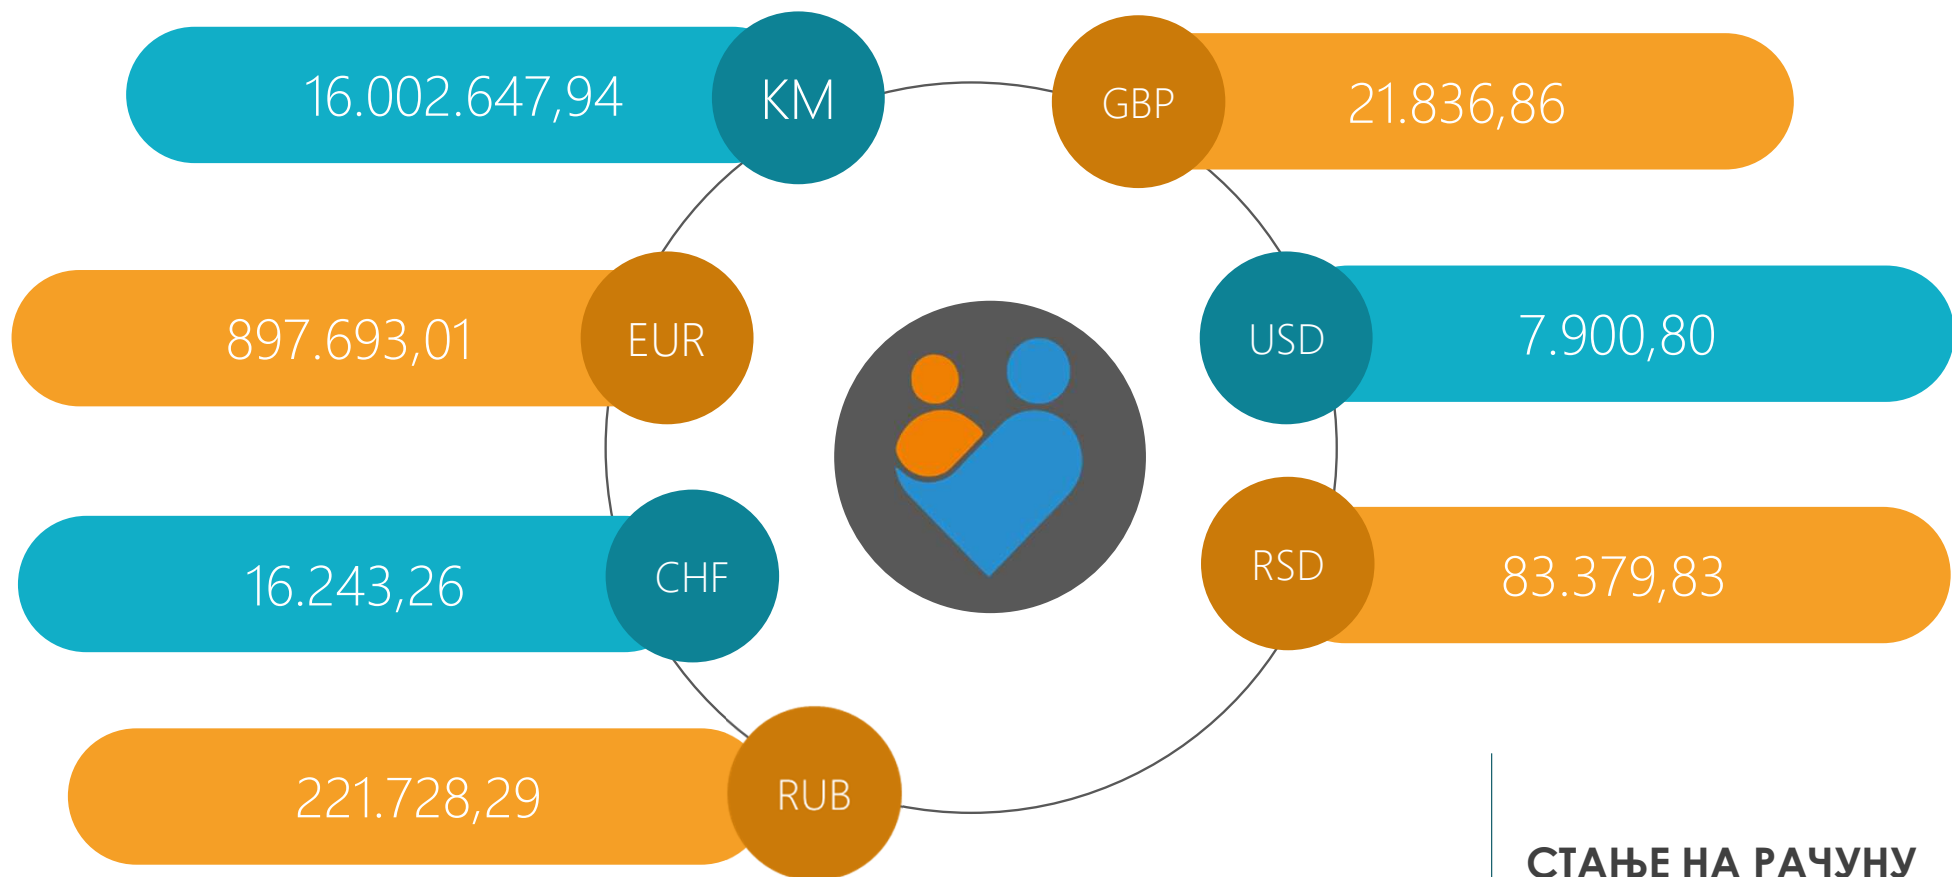 16.002.647,94 KM
GBP 21.836,86
897.693,01 EUR
USD 7.900,80
16.243,26 CHF
RSD 83.379,83
221.728,29 RUB
СТАЊЕ НА РАЧУНУ